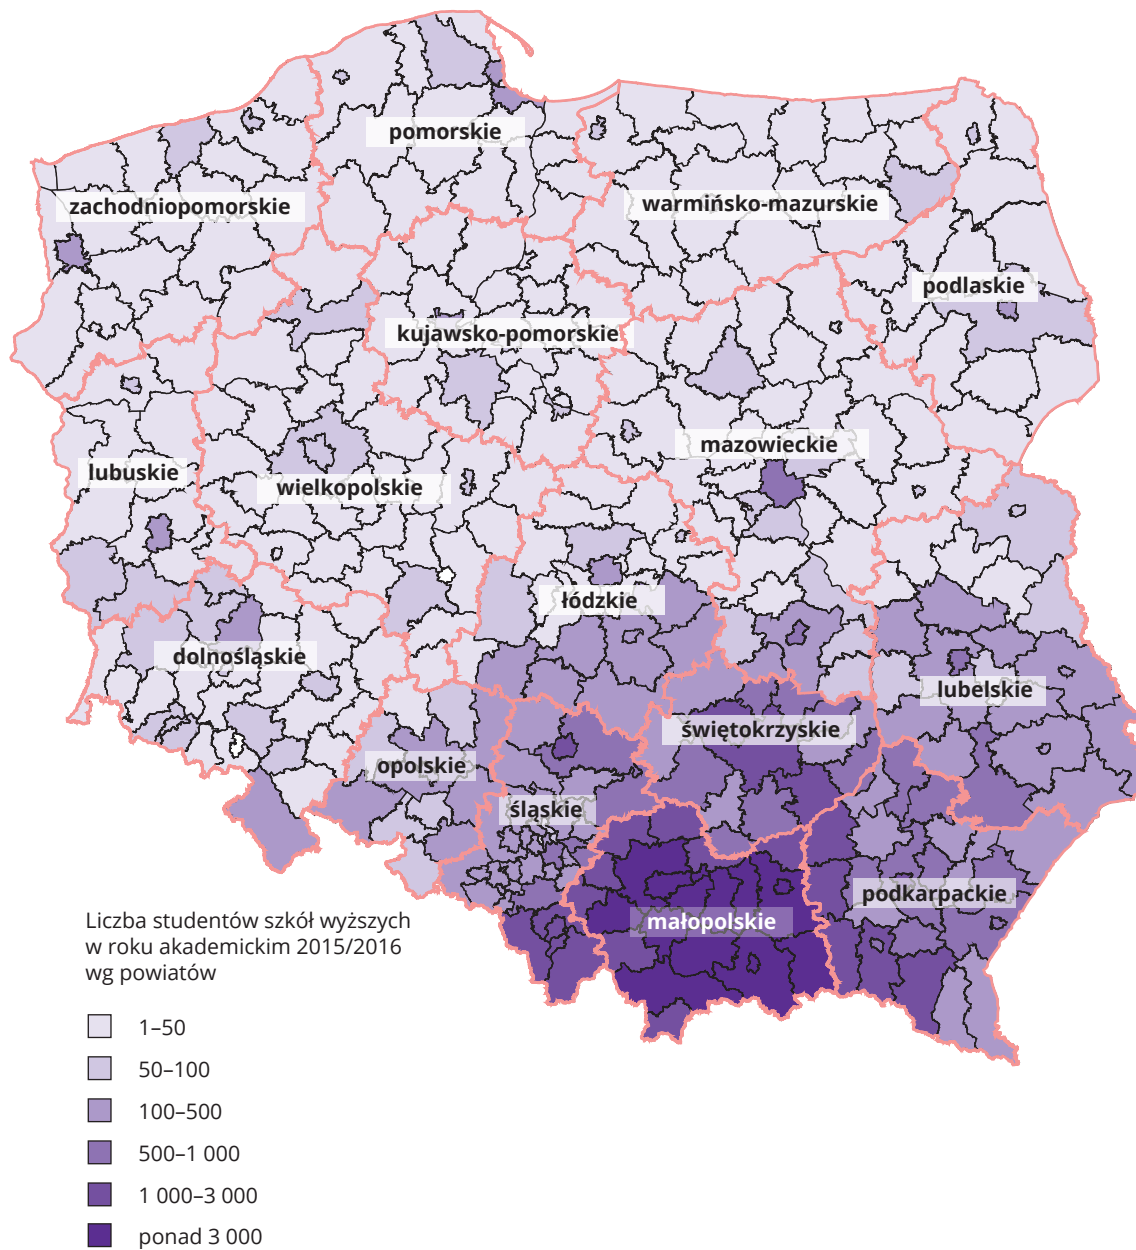 pomorskie
zachodniopomorskie
warmińsko-mazurskie
podlaskie
kujawsko-pomorskie
mazowieckie
lubuskie
wielkopolskie
łódzkie
dolnośląskie
lubelskie
świętokrzyskie
opolskie
śląskie
podkarpackie
małopolskie
Liczba studentów szkół wyższych
w roku akademickim 2015/2016
wg powiatów
1–50
50–100
100–500
500–1 000
1 000–3 000
ponad 3 000